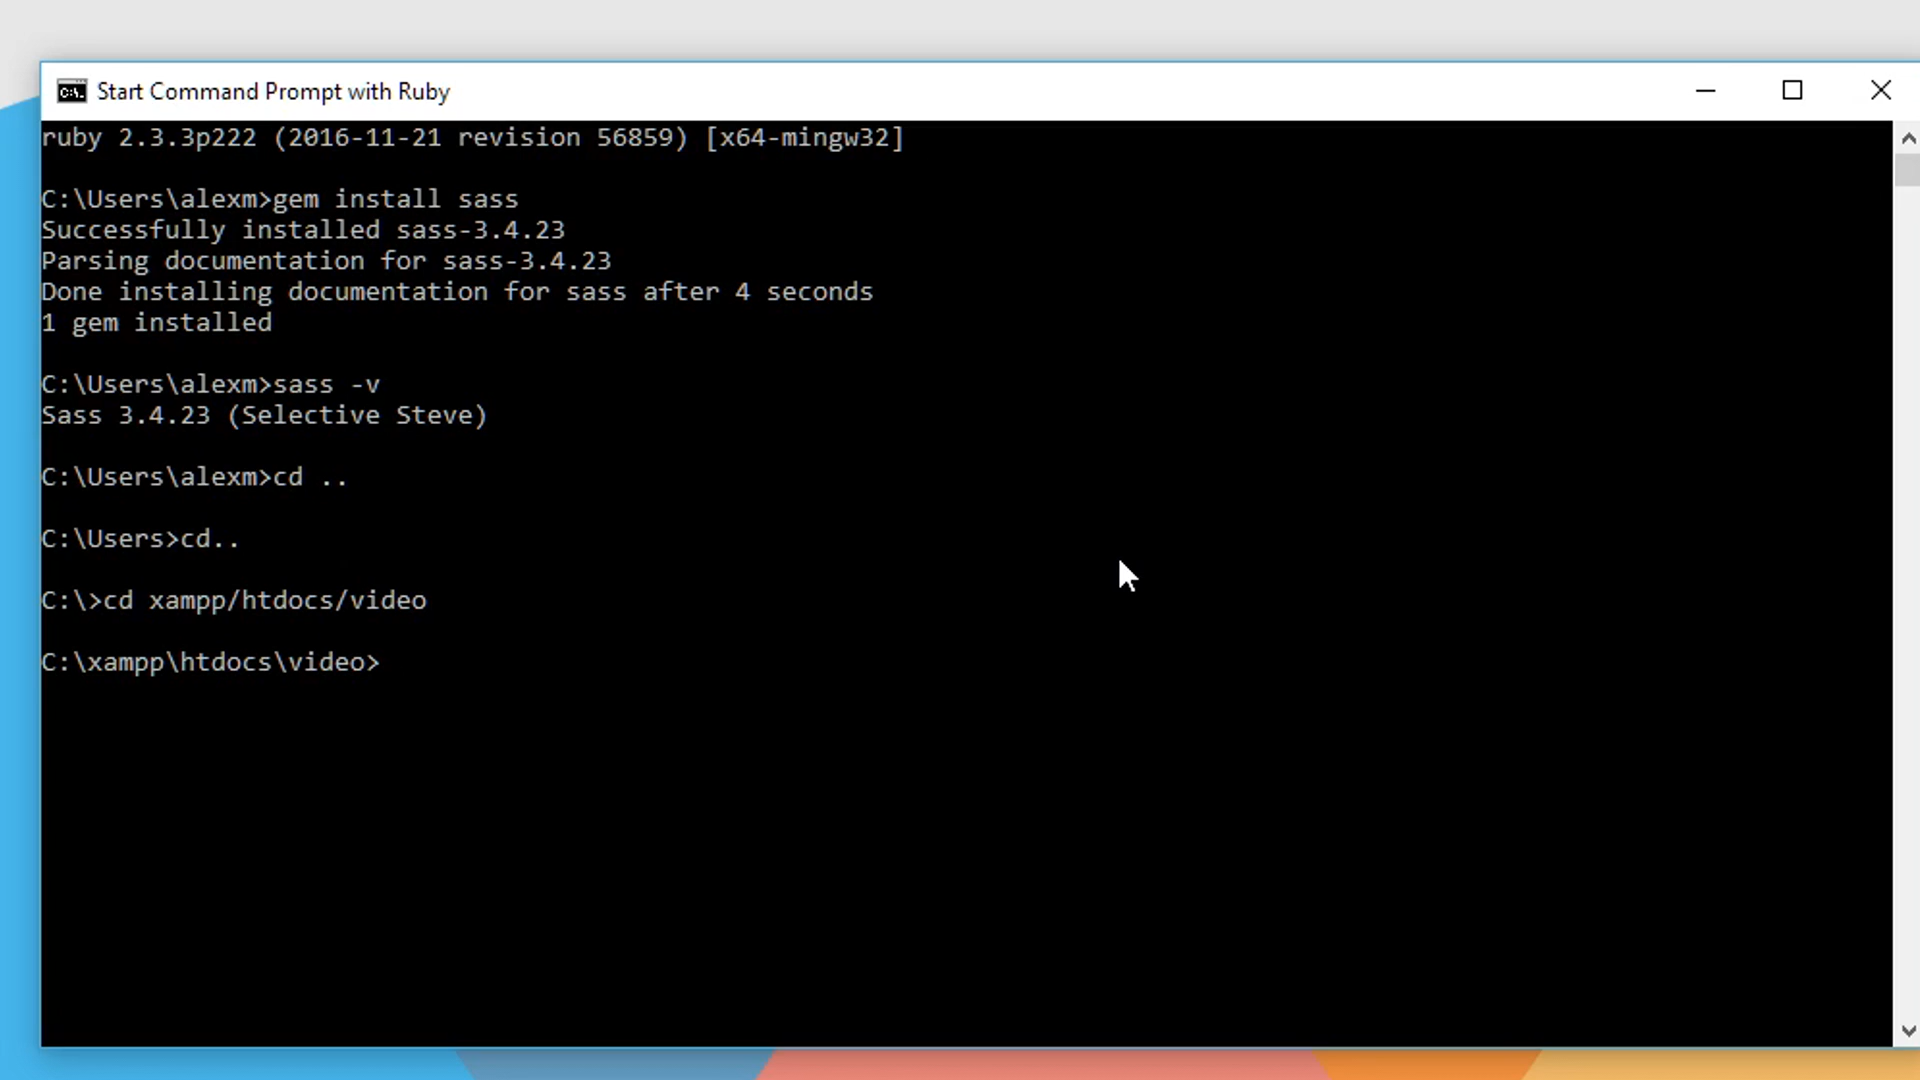 Start Command Prompt with Ruby
ruby 2.3.3p222 (2016-11-21 revision 56859) [x64-mingw32]
C:\Users\alexm>gem install sass
Successfully installed sass-3.4.23
Parsing documentation for sass-3.4.23
Done installing documentation for sass after 4 seconds
1 gem installed
C:\Users\alexm>sass -v
Sass 3.4.23 (Selective Steve)
C:\Users\alexm>cd ..
C:\Users>cd..
C:\>cd xampp/htdocs/video
C:\xampp\htdocs\video>